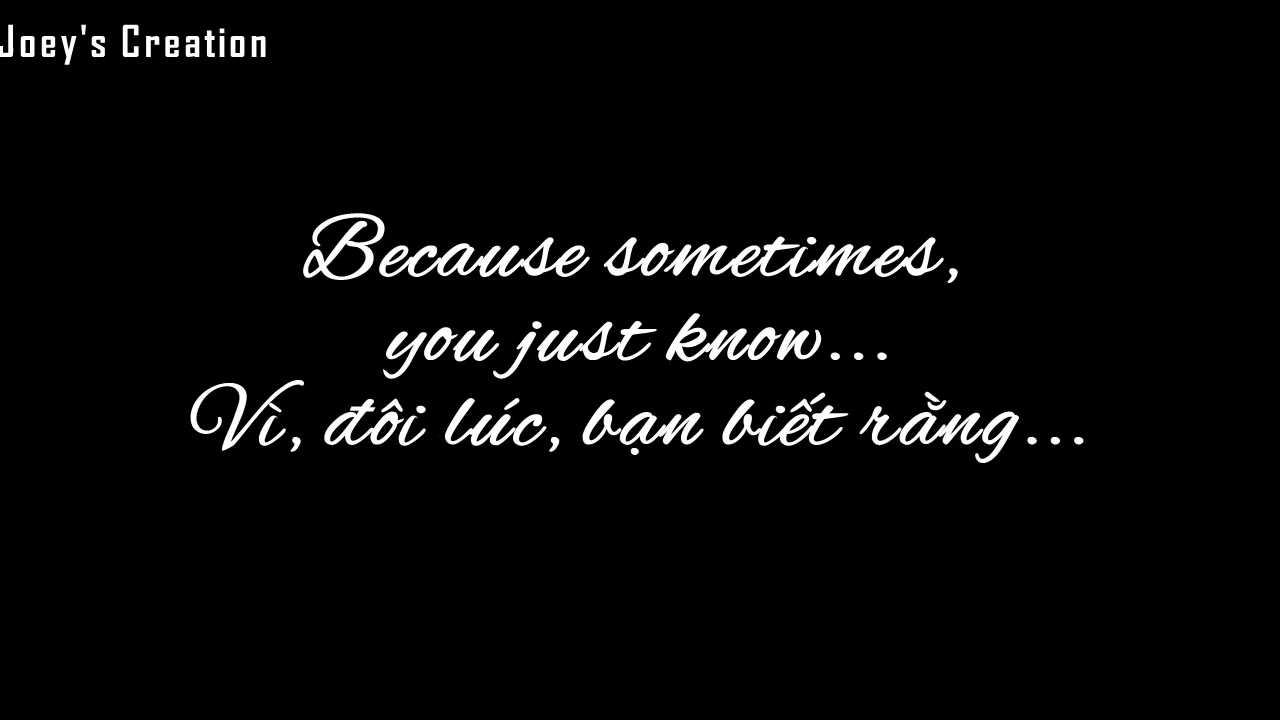 Joey's Creation
Because sometimes,
you just know...
Vì, đôi lúc, bạn biết rằng...